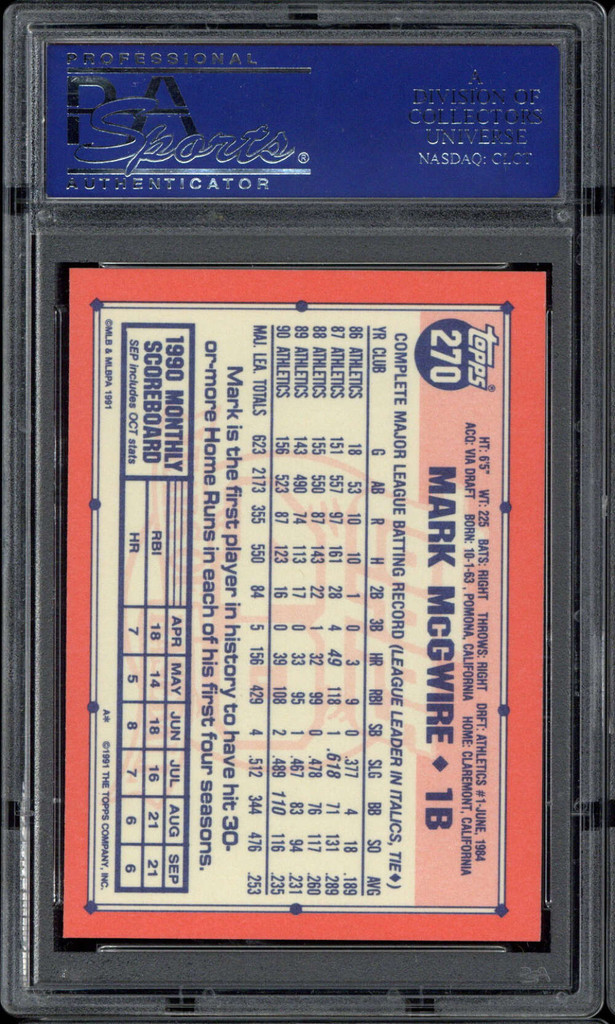 PROFESSIONAL
PSA
Sports®
AUTHENTICATOR
A
DIVISION OF
COLLECTORS
UNIVERSE
NASDAQ: CLCT
Topps®
270
HT: 6'5" WT: 225 BATS: RIGHT THROWS: RIGHT DRFT: ATHLETICS #1-JUNE, 1984
ACQ: VIA DRAFT BORN: 10-1-63, POMONA, CALIFORNIA HOME: CLAREMONT, CALIFORNIA
MARK McGWIRE ♦ 1B
COMPLETE MAJOR LEAGUE BATTING RECORD (LEAGUE LEADER IN ITALICS, TIE♦)
YR CLUB G AB R H 2B 3B HR RBI SB SLG BB SO AVG
86 ATHLETICS 18 53 10 10 1 0 3 9 0 .377 4 18 .189
87 ATHLETICS 151 557 97 161 28 4 49 118 1 .618 71 131 .289
88 ATHLETICS 155 550 87 143 22 1 32 99 0 .478 76 117 .260
89 ATHLETICS 143 490 74 113 17 0 33 95 1 .467 83 94 .231
90 ATHLETICS 156 523 87 123 16 0 39 108 2 .489 110 116 .235
MAJ. LEA. TOTALS 623 2173 355 550 84 5 156 429 4 .512 344 476 .253
Mark is the first player in history to have hit 30-
or-more Home Runs in each of his first four seasons.
1990 MONTHLY
SCOREBOARD
SEP includes OCT stats
APR MAY JUN JUL AUG SEP
RBI 18 14 18 16 21 21
HR 7 5 8 7 6 6
©MLB & MLBPA 1991
A* ©1991 THE TOPPS COMPANY, INC.